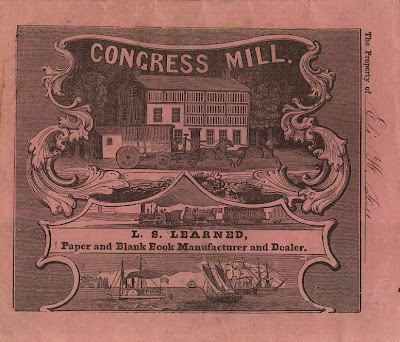 CONGRESS MILL.
L. S. LEARNED,
Paper and Blank Book Manufacturer and Dealer.
The Property of